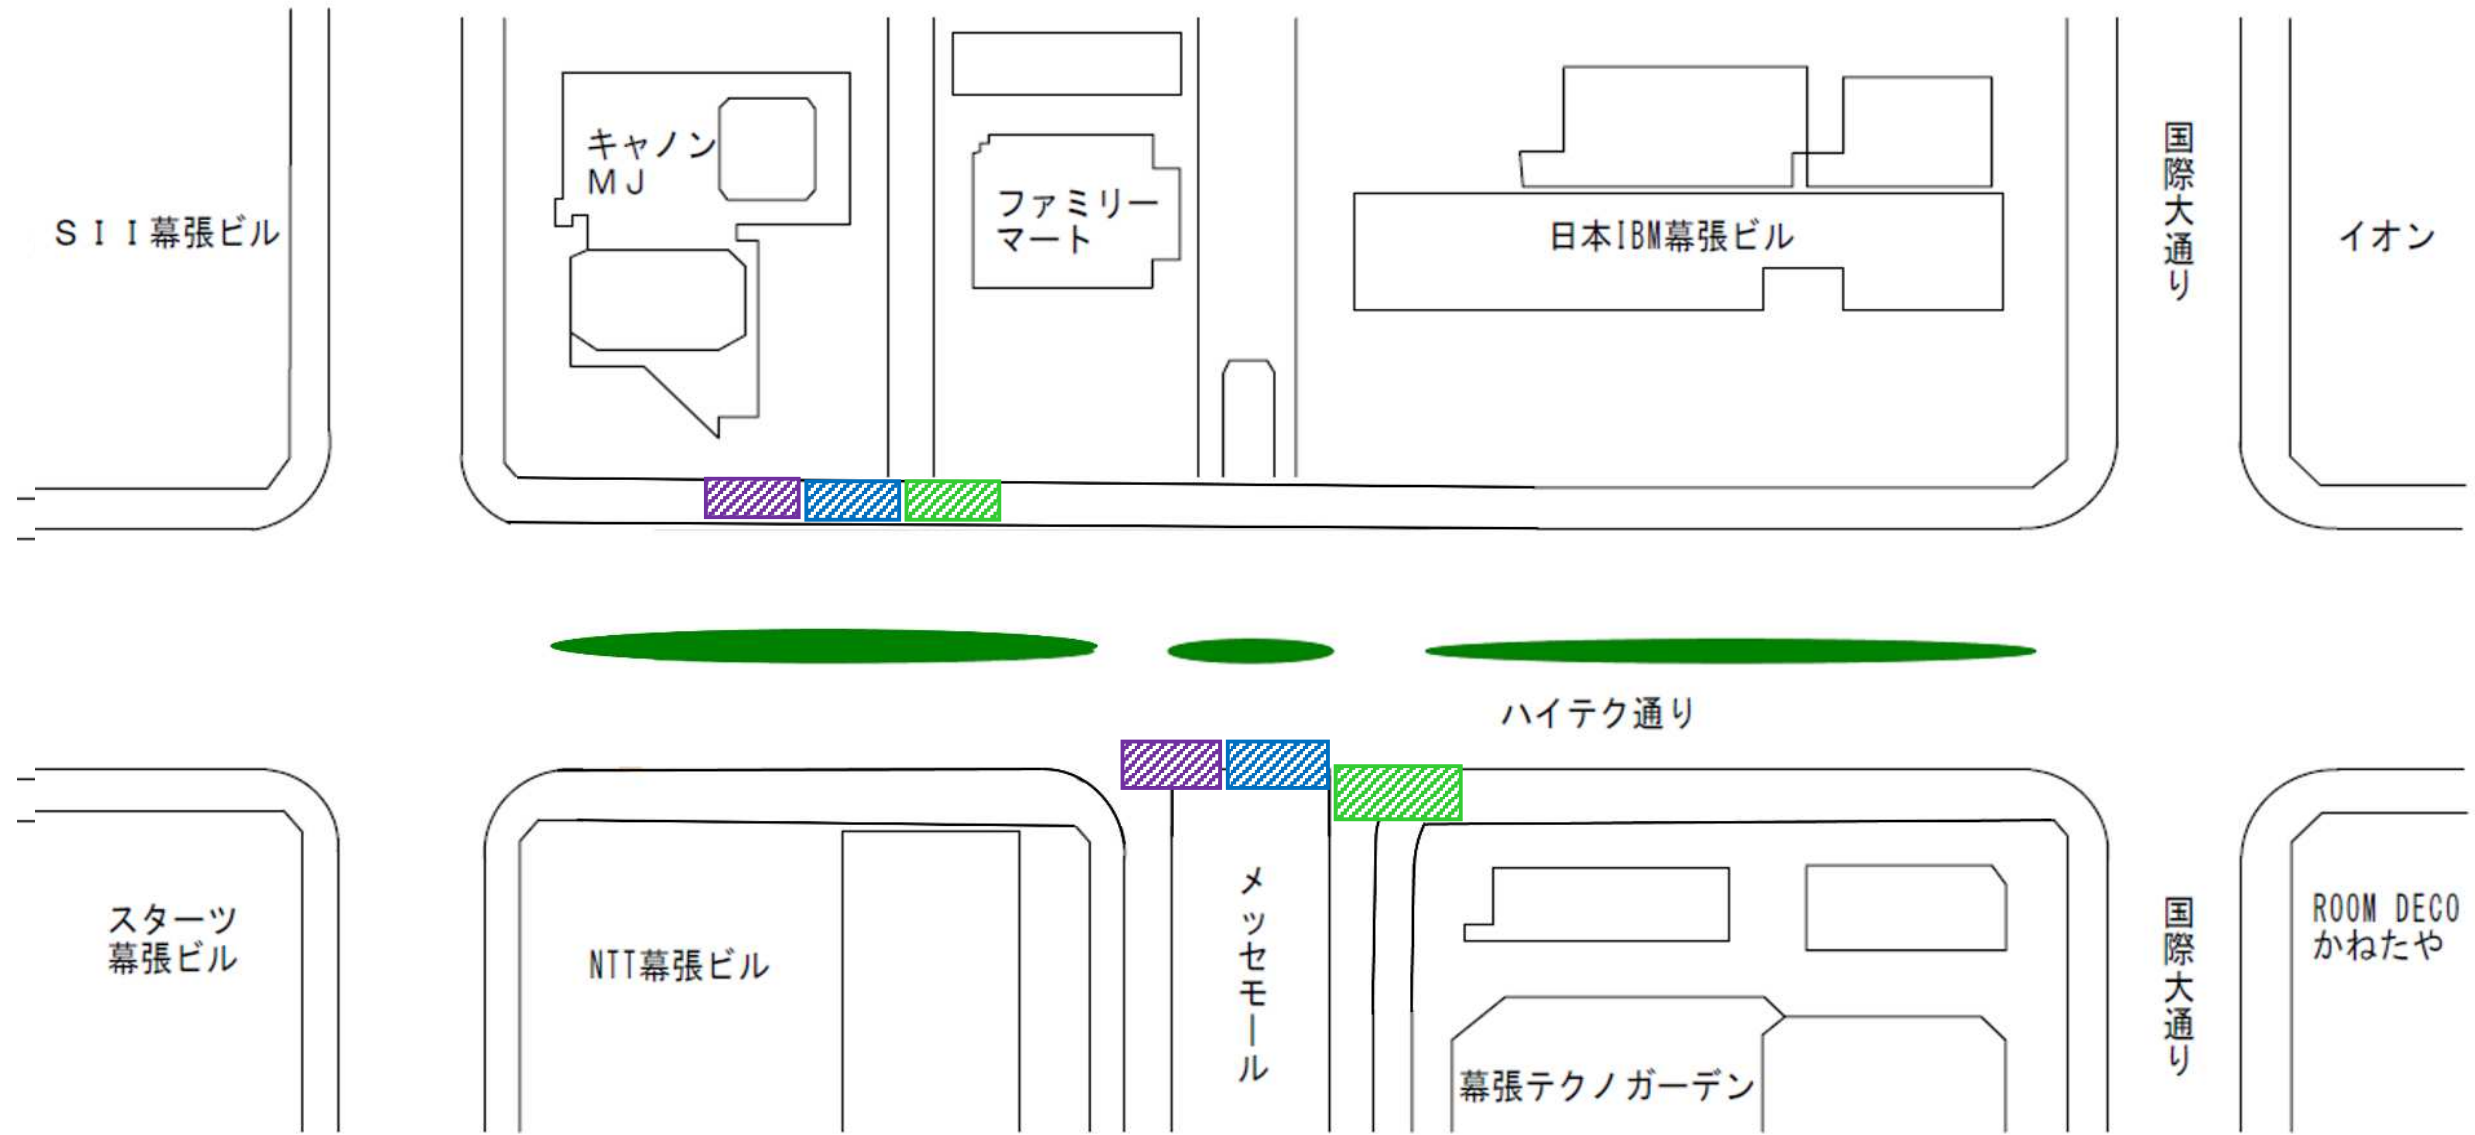 キャノン
ＭＪ
ＳＩＩ幕張ビル
ファミリー
マート
日本IBM幕張ビル
国際大通り
イオン
ハイテク通り
スターツ
幕張ビル
NTT幕張ビル
メッセモール
幕張テクノガーデン
国際大通り
ROOM DECO
かねたや